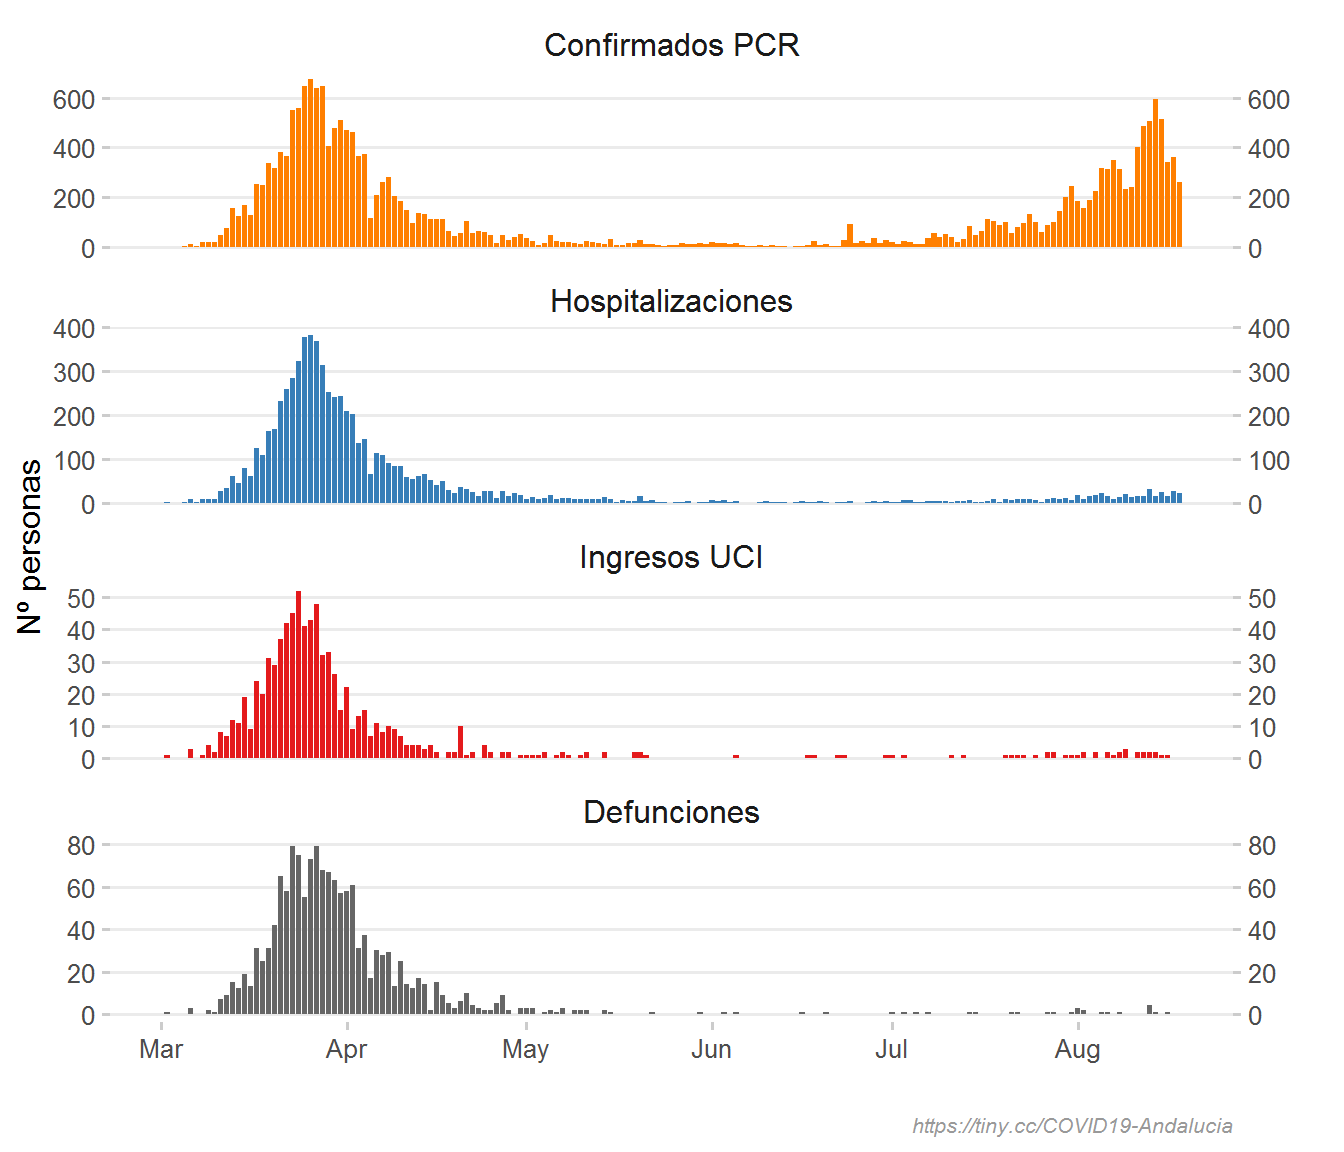 Confirmados PCR
600 600
400 400
200 200
0 0
Hospitalizaciones
400 400
300 300
200 200
100 100
0 0
Nº personas
Ingresos UCI
50 50
40 40
30 30
20 20
10 10
0 0
Defunciones
80 80
60 60
40 40
20 20
0 0
Mar Apr May Jun Jul Aug
https://tiny.cc/COVID19-Andalucia